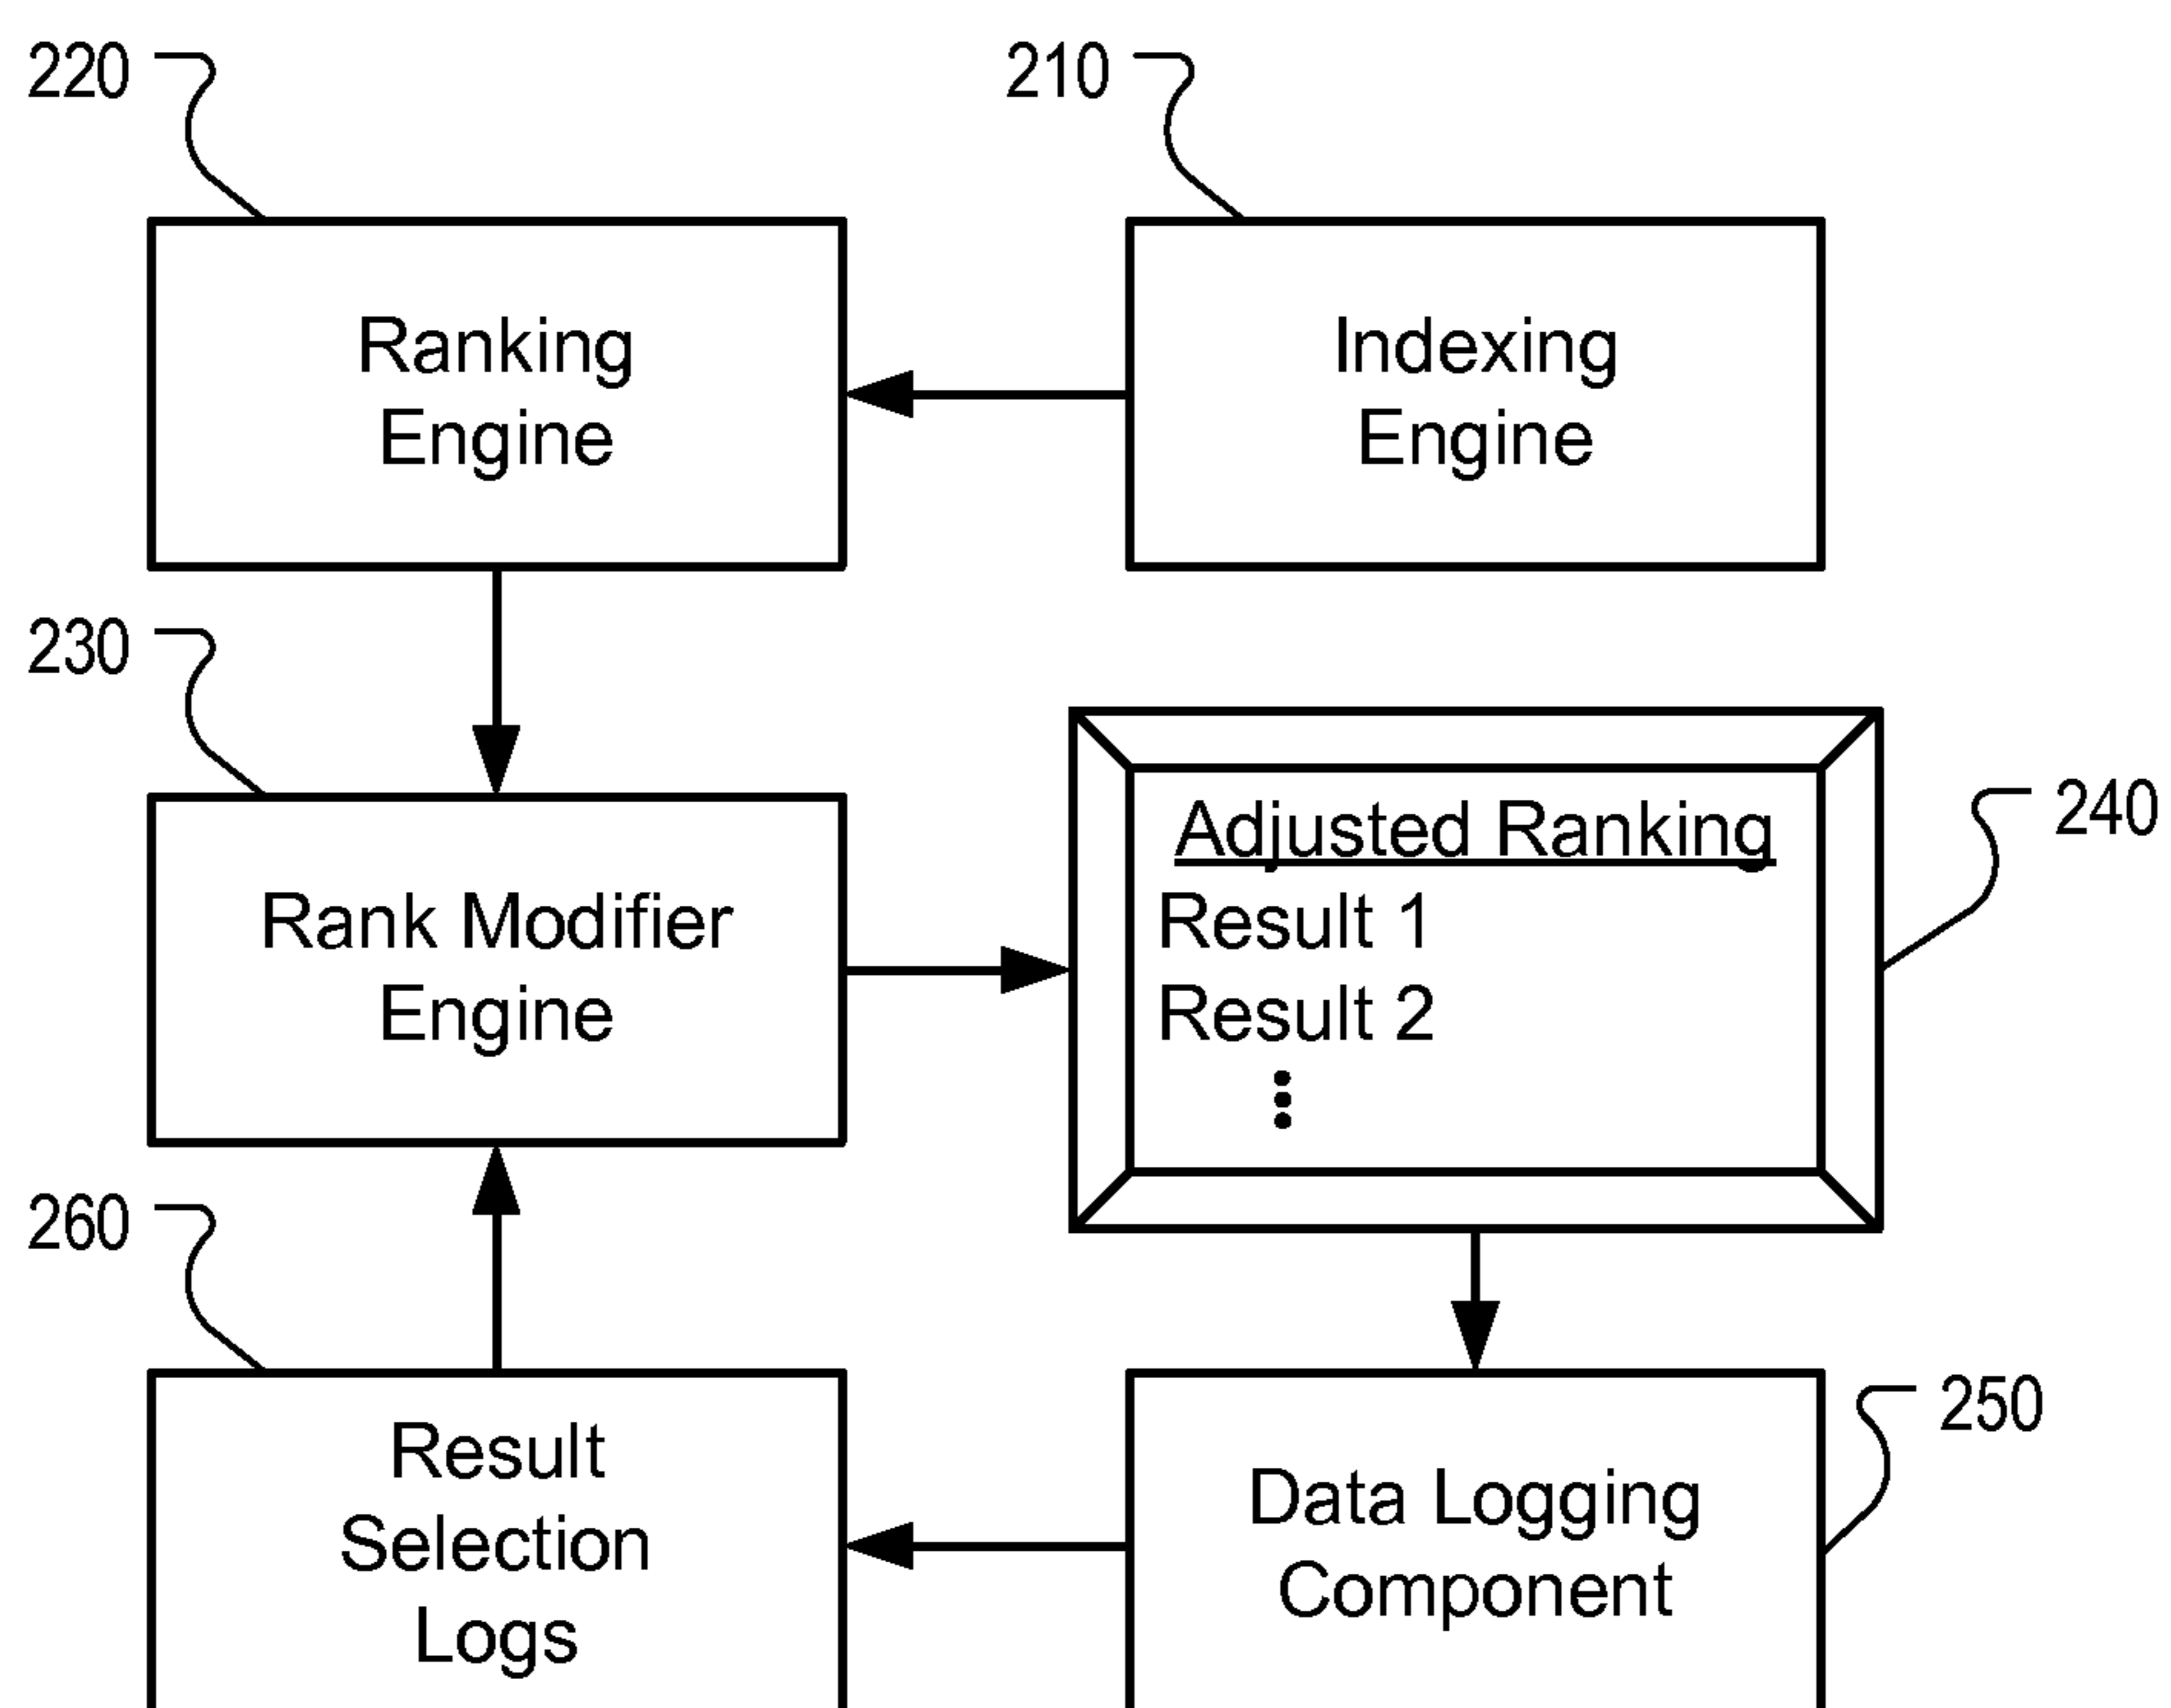 220
210
Ranking
Engine
Indexing
Engine
230
Rank Modifier
Engine
Adjusted Ranking
Result 1
Result 2
240
260
Result
Selection
Logs
Data Logging
Component
250